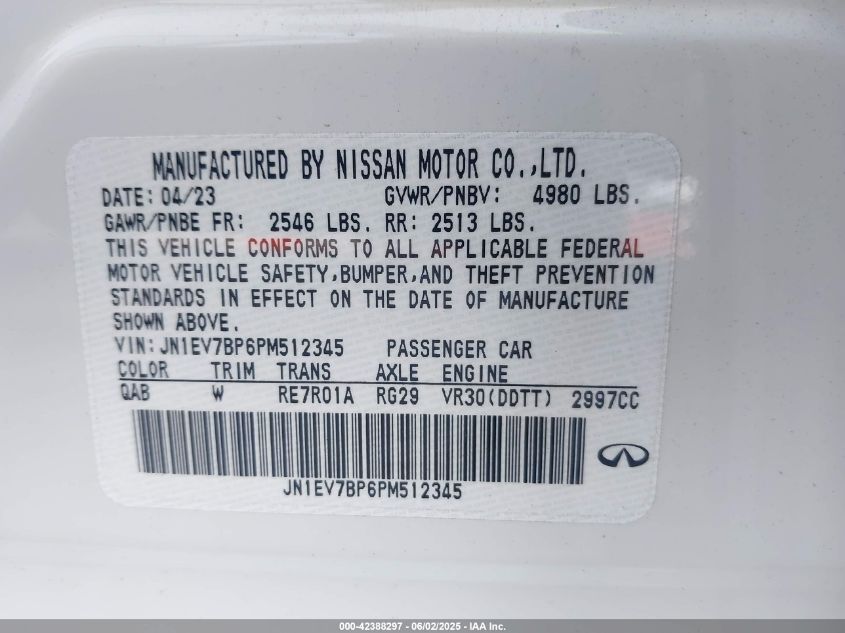 MANUFACTURED BY NISSAN MOTOR CO.,LTD.
DATE: 04/23 GVWR/PNBV: 4980 LBS.
GAWR/PNBE FR: 2546 LBS. RR: 2513 LBS.
THIS VEHICLE CONFORMS TO ALL APPLICABLE FEDERAL
MOTOR VEHICLE SAFETY,BUMPER,AND THEFT PREVENTION
STANDARDS IN EFFECT ON THE DATE OF MANUFACTURE
SHOWN ABOVE.
VIN:JN1EV7BP6PM512345 PASSENGER CAR
COLOR TRIM TRANS AXLE ENGINE
QAB W RE7R01A RG29 VR30(DDTT) 2997CC
JN1EV7BP6PM512345
000-42388297 - 06/02/2025 - IAA Inc.